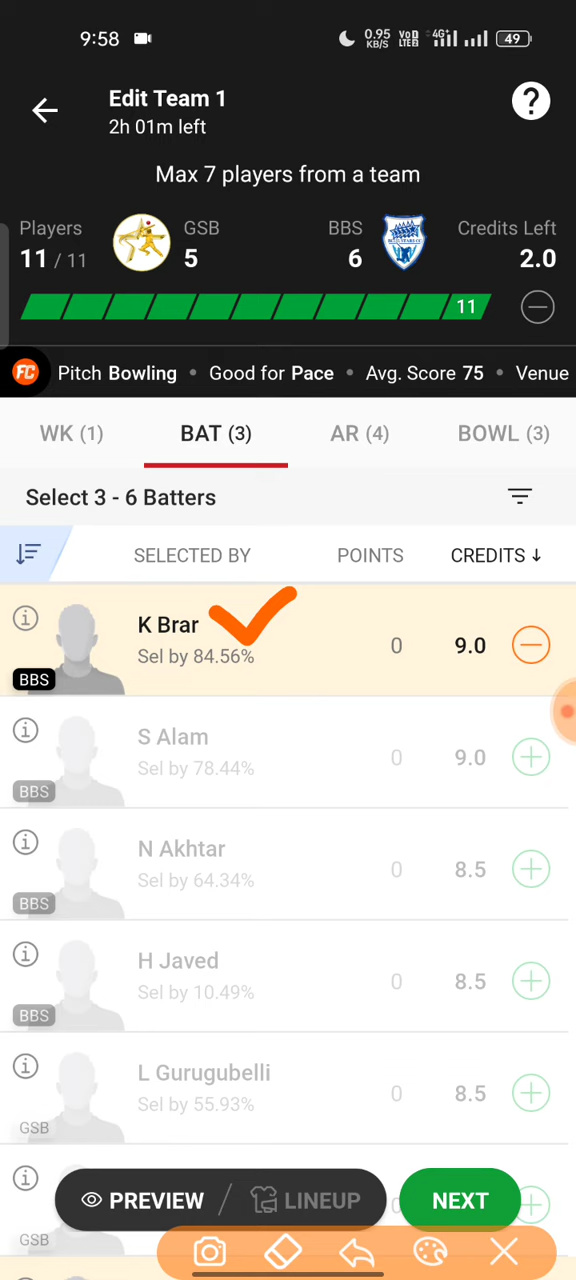 9:58 0.95 KB/S Vo LTE2 4G+ 49
Edit Team 1
2h 01m left
?
Max 7 players from a team
Players GSB BBS Credits Left
11 / 11 5 6 2.0
11
FC Pitch Bowling • Good for Pace • Avg. Score 75 • Venue
WK (1) BAT (3) AR (4) BOWL (3)
Select 3 - 6 Batters
SELECTED BY POINTS CREDITS ↓
K Brar
Sel by 84.56% 0 9.0
BBS
S Alam
Sel by 78.44% 0 9.0
BBS
N Akhtar
Sel by 64.34% 0 8.5
BBS
H Javed
Sel by 10.49% 0 8.5
BBS
L Gurugubelli
Sel by 55.93% 0 8.5
GSB
PREVIEW / LINEUP NEXT
GSB